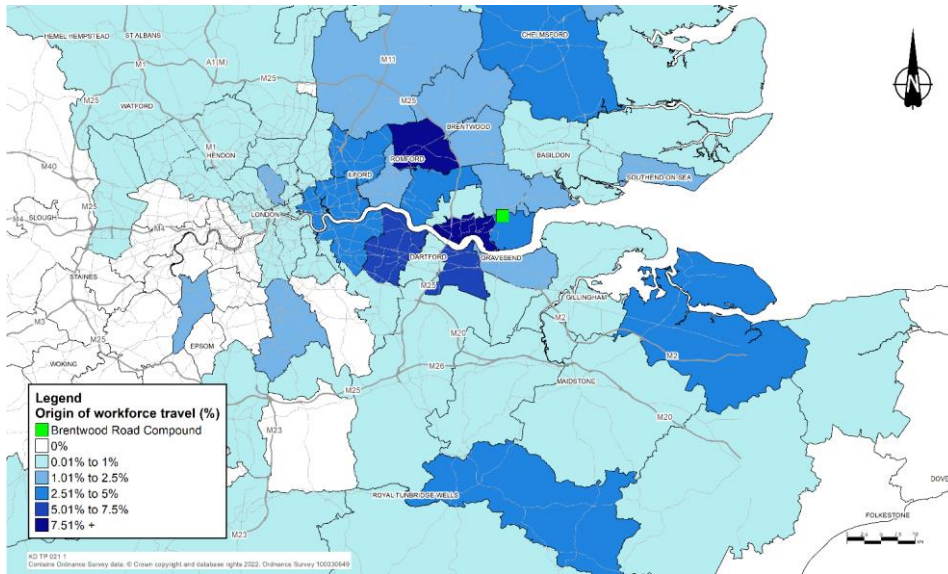 HEMEL HEMPSTEAD
ST ALBANS
CHELMSFORD
M1
A1(M)
M25
M11
M25
WATFORD
M25
M1
HENDON
M40
BRENTWOOD
ROMFORD
ILFORD
BASILDON
SOUTHEND-ON-SEA
SLOUGH
M4
M4
LONDON
STAINES
M25
DARTFORD
GRAVESEND
M25
GILLINGHAM
M3
M25
EPSOM
WOKING
M20
M2
M2
M26
MAIDSTONE
M25
M20
M23
ROYAL TUNBRIDGE WELLS
M23
DOV
FOLKESTONE
Legend
Origin of workforce travel (%)
Brentwood Road Compound
0%
0.01% to 1%
1.01% to 2.5%
2.51% to 5%
5.01% to 7.5%
7.51% +
KD TP 021 1
Contains Ordnance Survey data. © Crown copyright and database rights 2022. Ordnance Survey 100030649
N